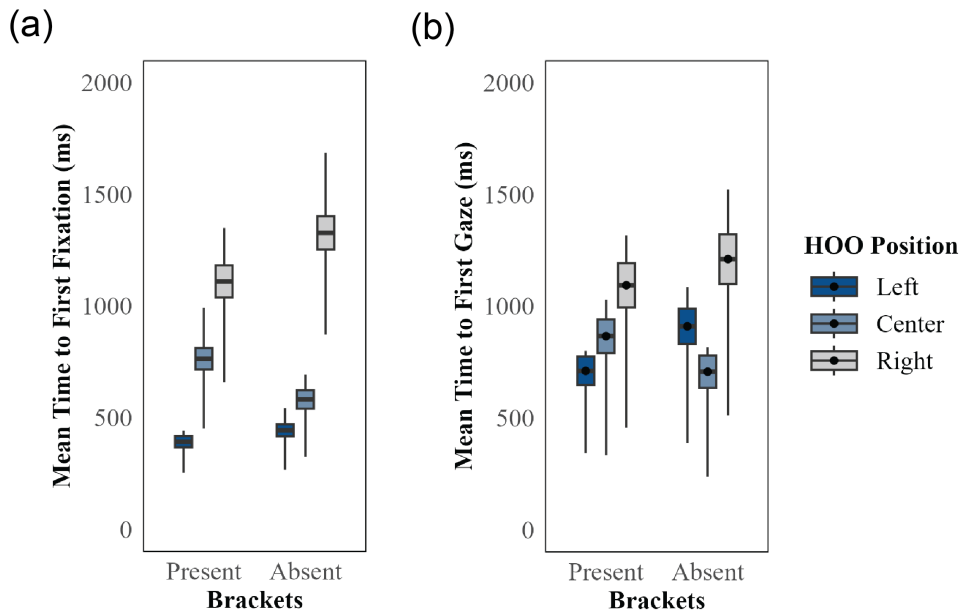 (a)
Mean Time to First Fixation (ms)
2000
1500
1000
500
0
Present Absent
Brackets
(b)
Mean Time to First Gaze (ms)
2000
1500
1000
500
0
Present Absent
Brackets
HOO Position
Left
Center
Right